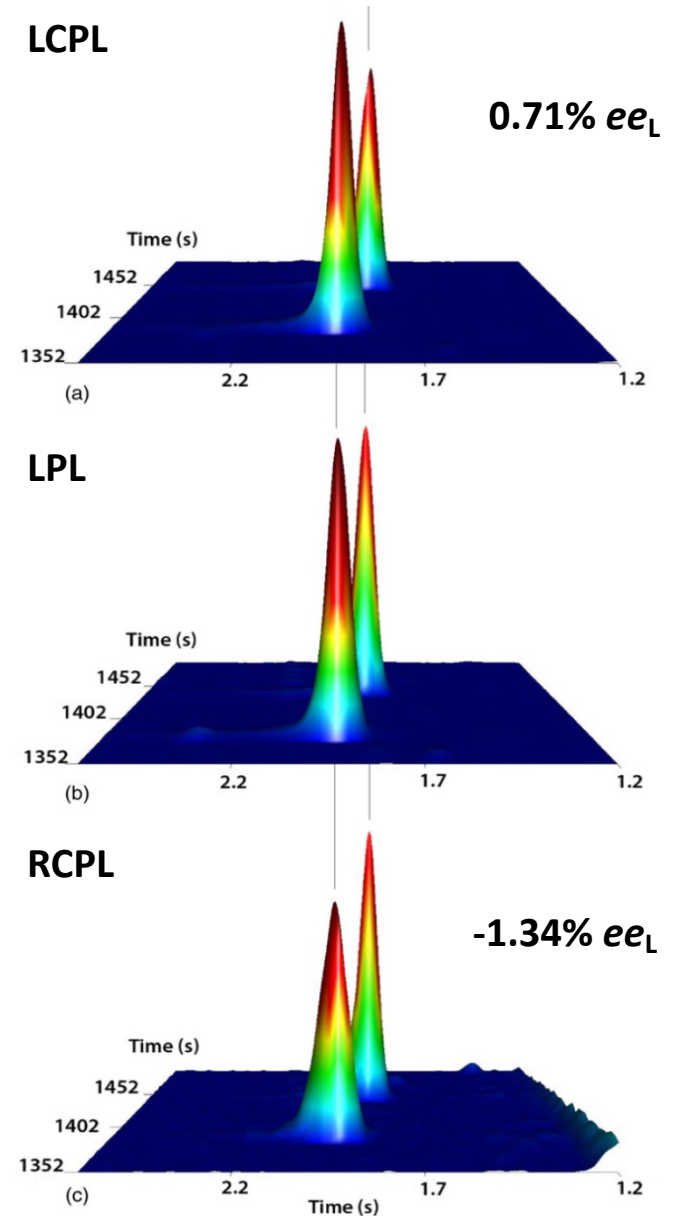 LCPL
0.71% eeL
Time (s)
1452
1402
1352
2.2 1.7 1.2
(a)
LPL
Time (s)
1452
1402
1352
2.2 1.7 1.2
(b)
RCPL
-1.34% eeL
Time (s)
1452
1402
1352
2.2 1.7 1.2
(c)
Time (s)